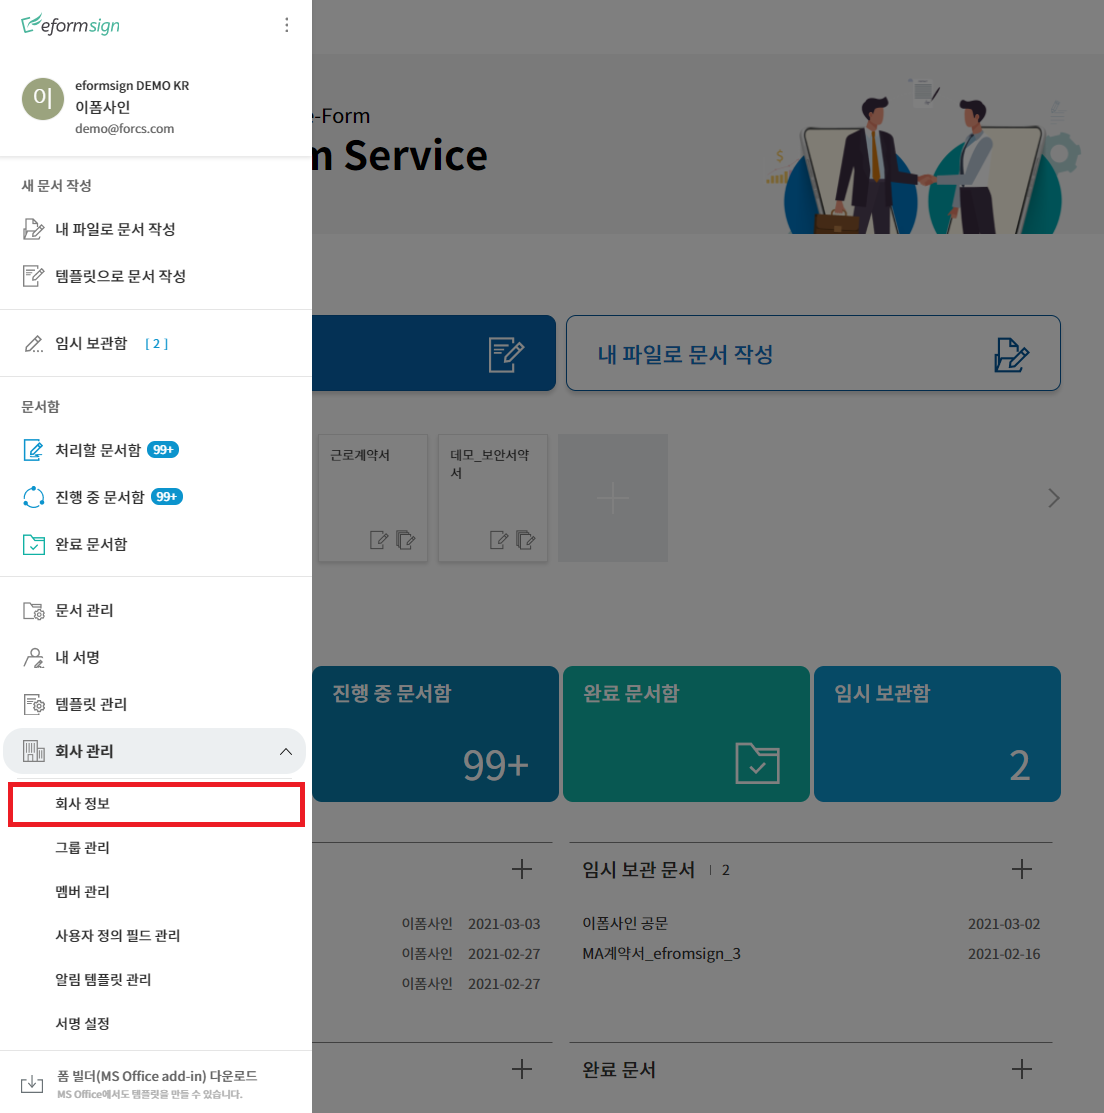 eformsign
이
eformsign DEMO KR
이폼사인
demo@forcs.com
새 문서 작성
내 파일로 문서 작성
템플릿으로 문서 작성
임시 보관함 [ 2 ]
문서함
처리할 문서함 99+
진행 중 문서함 99+
완료 문서함
문서 관리
내 서명
템플릿 관리
회사 관리
회사 정보
그룹 관리
멤버 관리
사용자 정의 필드 관리
알림 템플릿 관리
서명 설정
폼 빌더(MS Office add-in) 다운로드
MS Office에서도 템플릿을 만들 수 있습니다.
e-Form
m Service
내 파일로 문서 작성
근로계약서
데모_보안서약
서
진행 중 문서함
99+
완료 문서함
임시 보관함
2
이폼사인 2021-03-03
이폼사인 2021-02-27
이폼사인 2021-02-27
임시 보관 문서 | 2
이폼사인 공문 2021-03-02
MA계약서_efromsign_3 2021-02-16
완료 문서